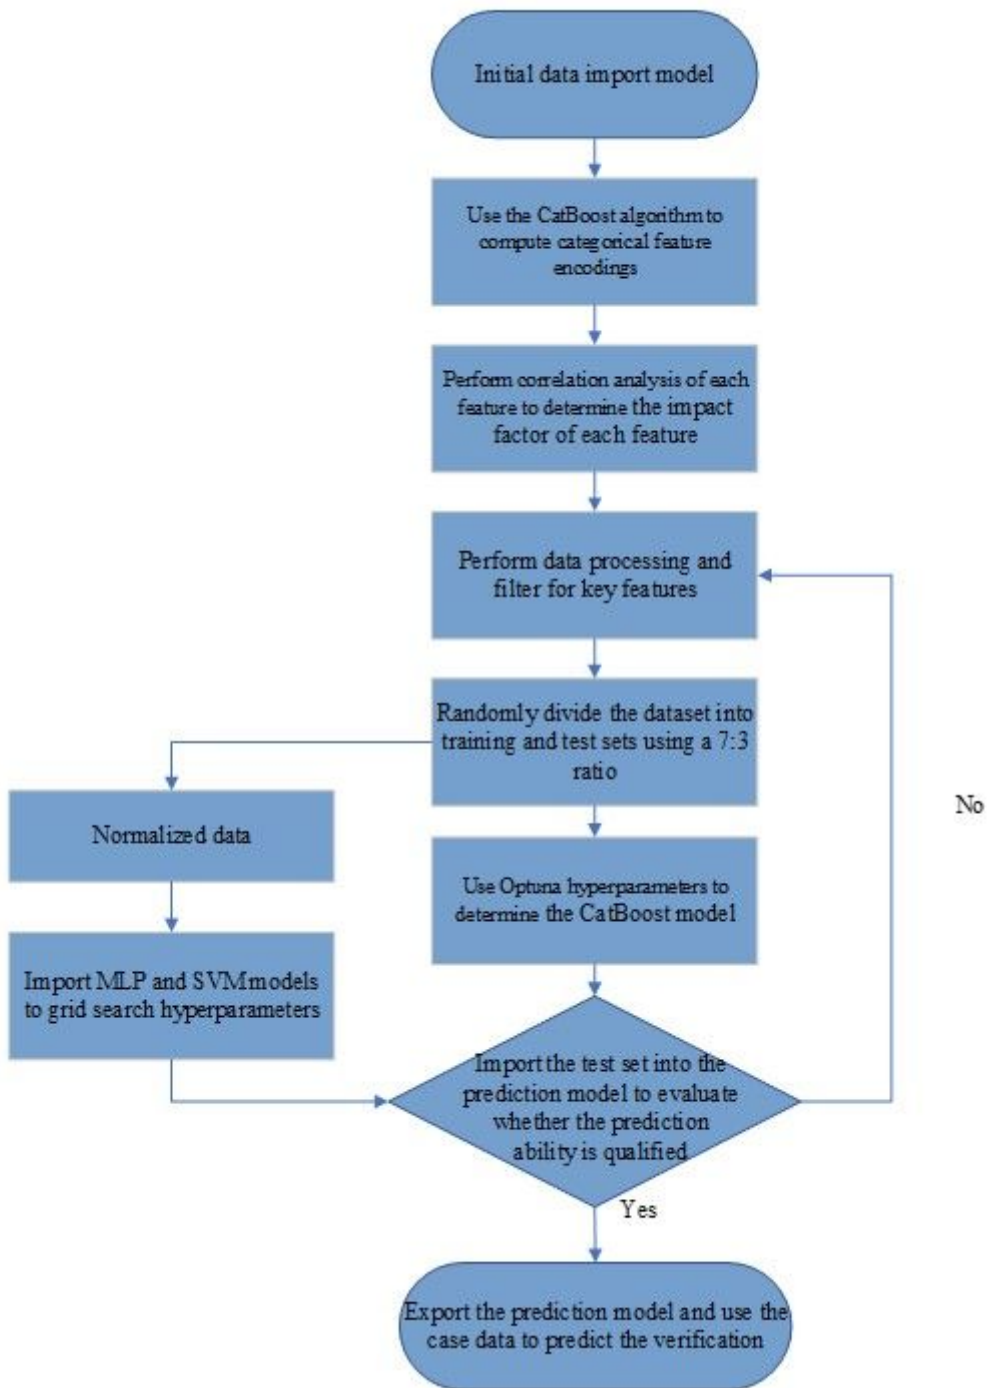 Initial data import model
Use the CatBoost algorithm to
compute categorical feature
encodings
Perform correlation analysis of each
feature to determine the impact
factor of each feature
Perform data processing and
filter for key features
Randomly divide the dataset into
training and test sets using a 7:3
ratio
Normalized data
No
Use Optuna hyperparameters to
determine the CatBoost model
Import MLP and SVM models
to grid search hyperparameters
Import the test set into the
prediction model to evaluate
whether the prediction
ability is qualified
Yes
Export the prediction model and use the
case data to predict the verification